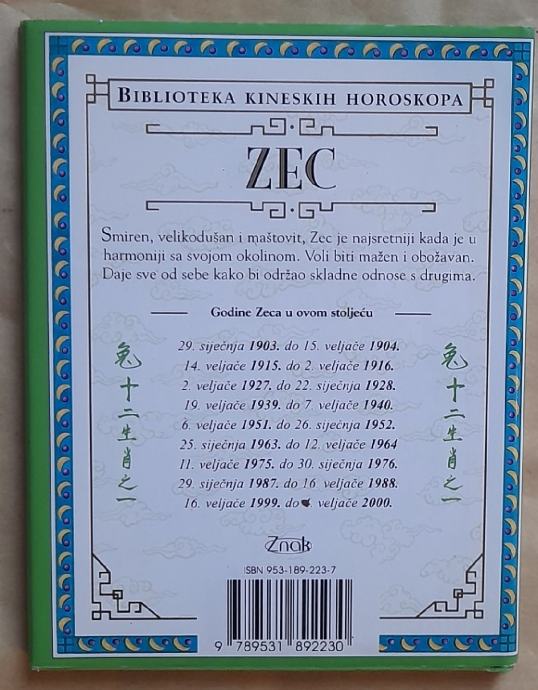 BIBLIOTEKA KINESKIH HOROSKOPA
ZEC
Smiren, velikodušan i maštovit, Zec je najsretniji kada je u
harmoniji sa svojom okolinom. Voli biti mažen i obožavan.
Daje sve od sebe kako bi održao skladne odnose s drugima.
Godine Zeca u ovom stoljeću
29. siječnja 1903. do 15. veljače 1904.
14. veljače 1915. do 2. veljače 1916.
2. veljače 1927. do 22. siječnja 1928.
19. veljače 1939. do 7. veljače 1940.
6. veljače 1951. do 26. siječnja 1952.
25. siječnja 1963. do 12. veljače 1964
11. veljače 1975. do 30. siječnja 1976.
29. siječnja 1987. do 16 veljače 1988.
16. veljače 1999. do veljače 2000.
兔十二生肖之一
兔十二生肖之一
Znak
ISBN 953-189-223-7
9 789531 892230